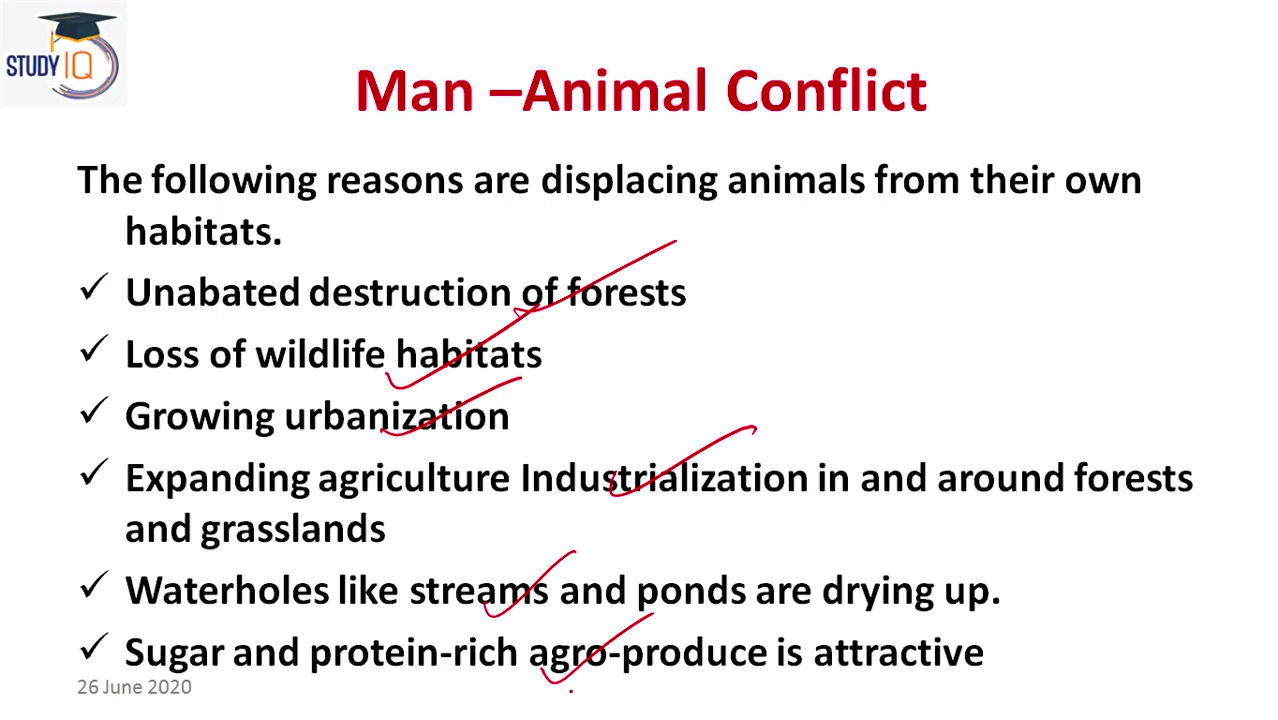 STUDY IQ
Man –Animal Conflict
The following reasons are displacing animals from their own
habitats.
✓ Unabated destruction of forests
✓ Loss of wildlife habitats
✓ Growing urbanization
✓ Expanding agriculture Industrialization in and around forests
and grasslands
✓ Waterholes like streams and ponds are drying up.
✓ Sugar and protein-rich agro-produce is attractive
26 June 2020